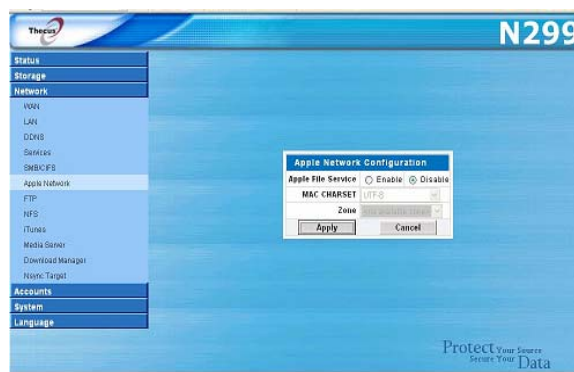 Thecus
N299
Status
Storage
Network
WAN
LAN
DDNS
Services
SMB/CIFS
Apple Network
FTP
NFS
iTunes
Media Server
Download Manager
Nsync Target
Accounts
System
Language
Apple Network Configuration
Apple File Service Enable Disable
MAC CHARSET UTF-8
Zone
Apply Cancel
Protect Your Source
Secure Your Data